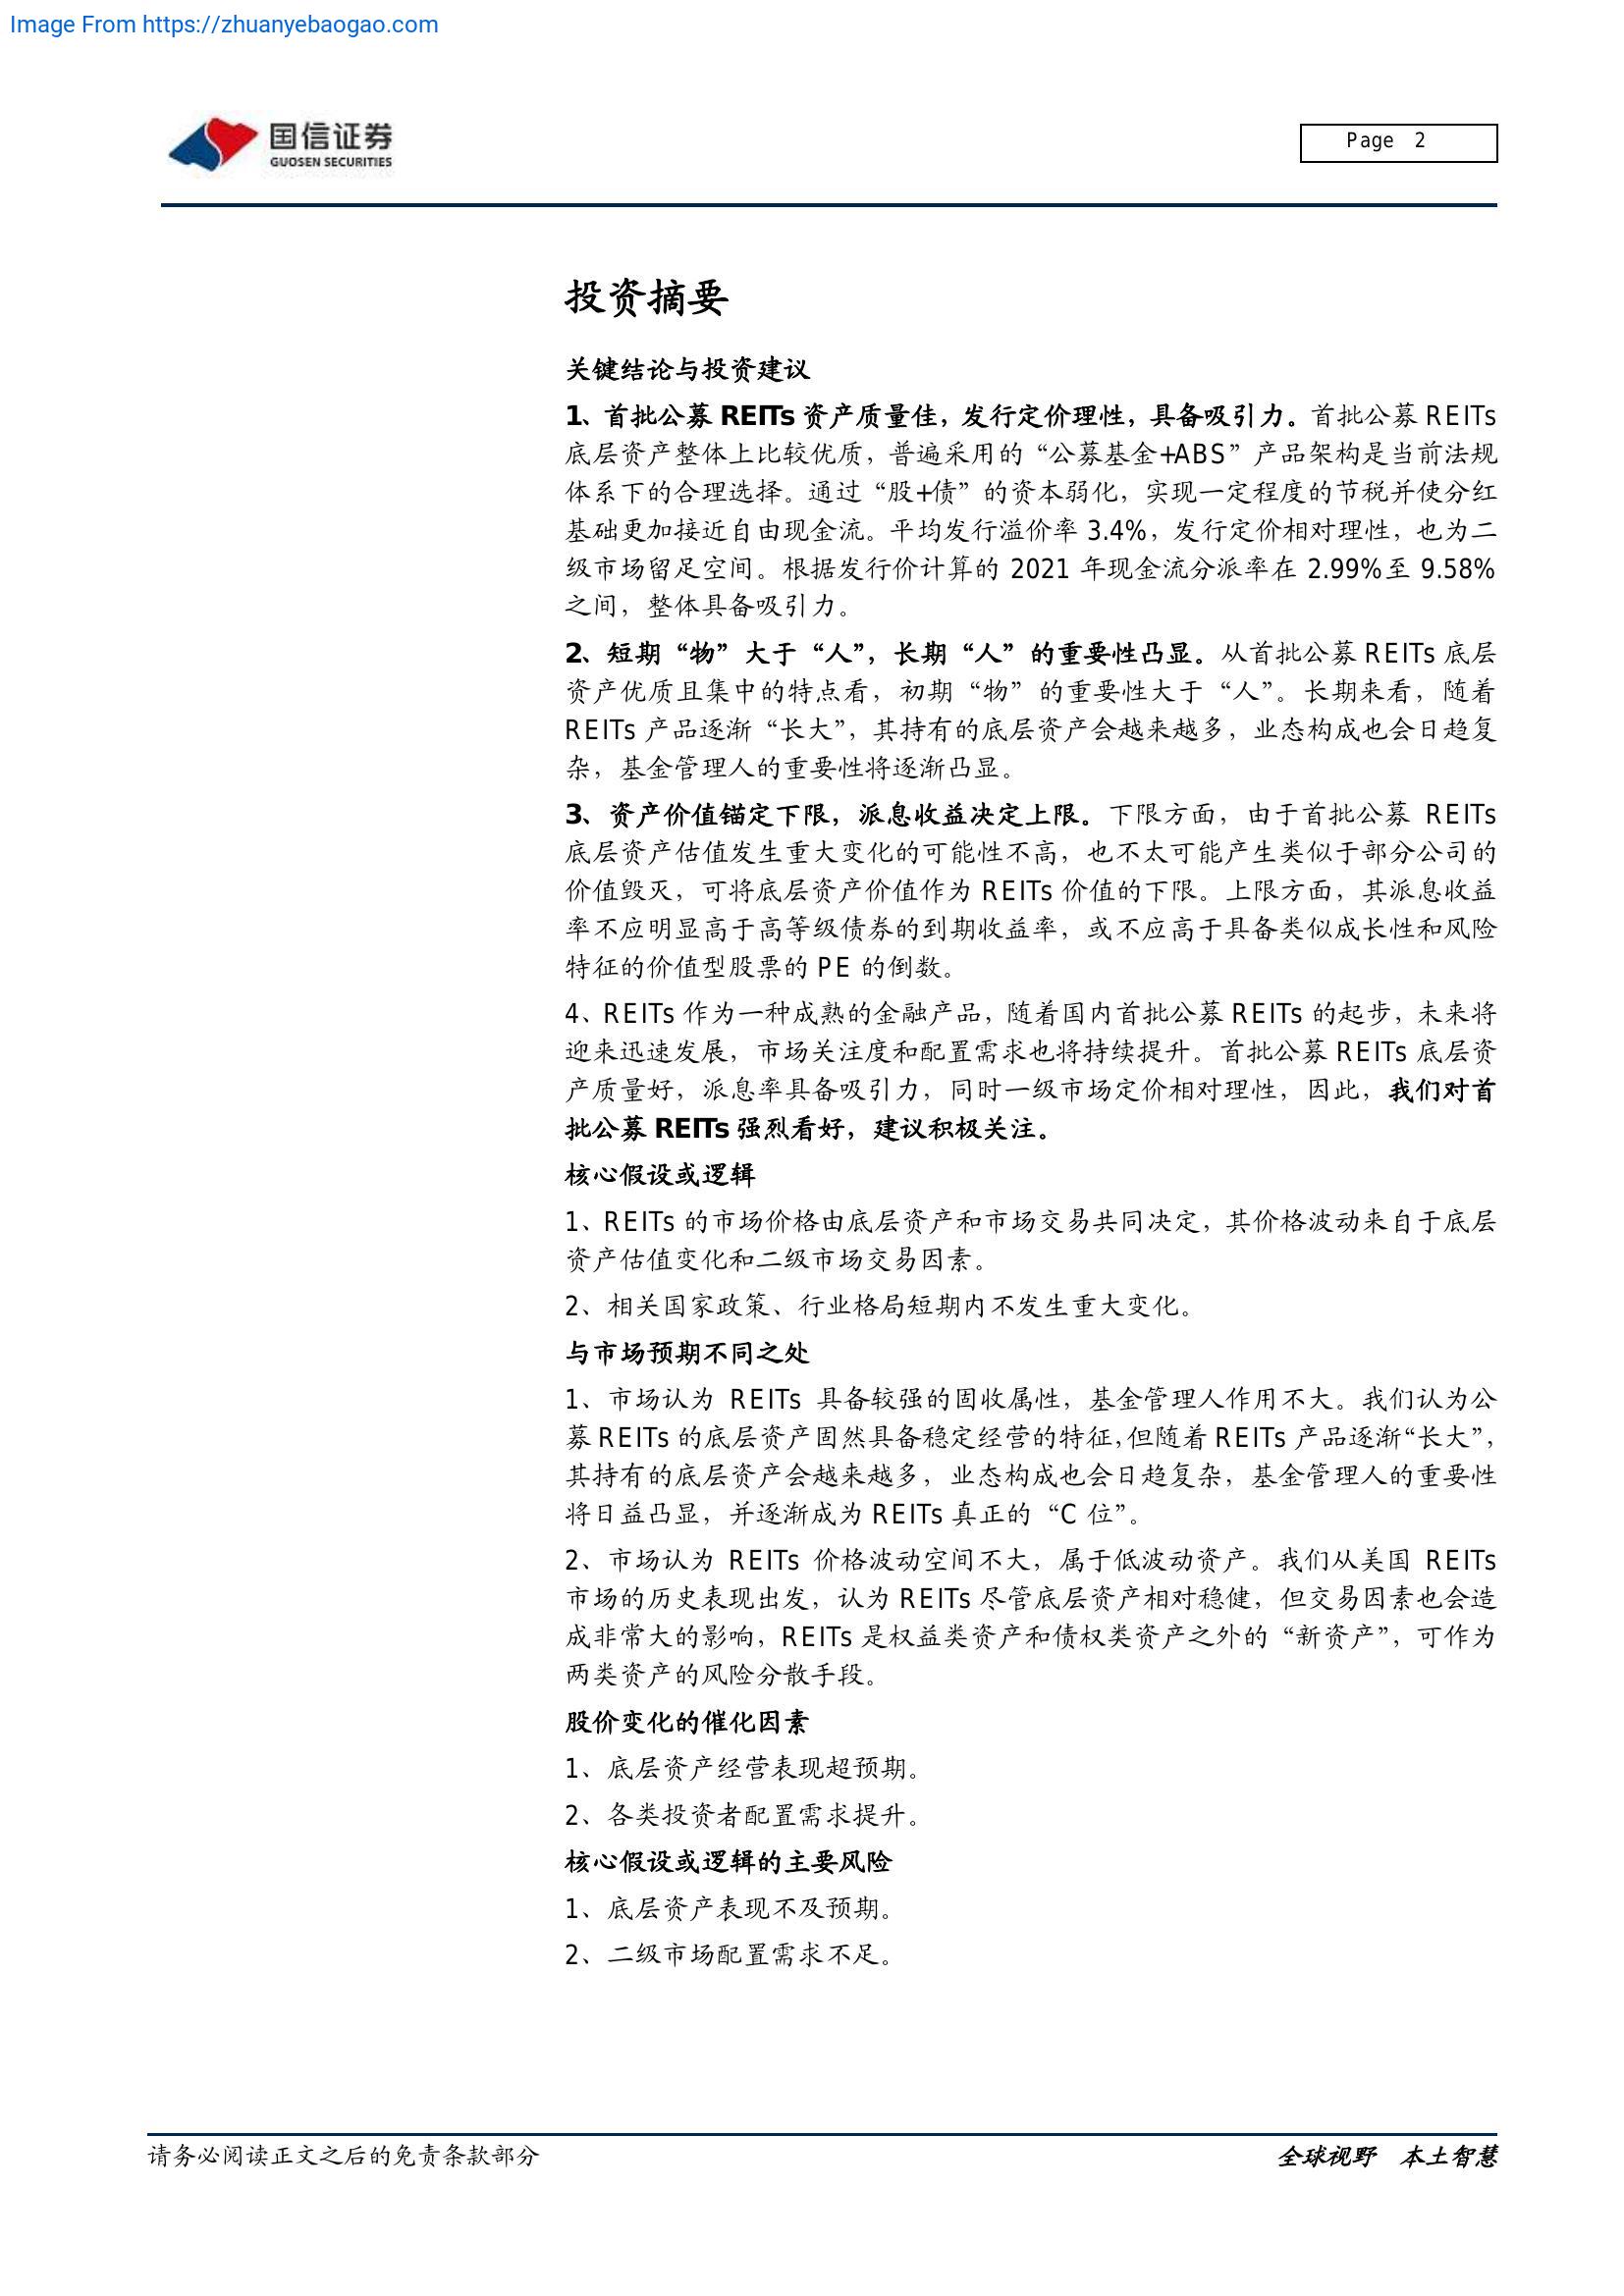 Image From https://zhuanyebaogao.com
国信证券
GUOSEN SECURITIES
Page 2
投资摘要
关键结论与投资建议
1、首批公募 REITs 资产质量佳，发行定价理性，具备吸引力。首批公募 REITs
底层资产整体上比较优质，普遍采用的“公募基金+ABS”产品架构是当前法规
体系下的合理选择。通过“股+债”的资本弱化，实现一定程度的节税并使分红
基础更加接近自由现金流。平均发行溢价率 3.4%，发行定价相对理性，也为二
级市场留足空间。根据发行价计算的 2021 年现金流分派率在 2.99%至 9.58%
之间，整体具备吸引力。
2、短期“物”大于“人”，长期“人”的重要性凸显。从首批公募 REITs 底层
资产优质且集中的特点看，初期“物”的重要性大于“人”。长期来看，随着
REITs 产品逐渐“长大”，其持有的底层资产会越来越多，业态构成也会日趋复
杂，基金管理人的重要性将逐渐凸显。
3、资产价值锚定下限，派息收益决定上限。下限方面，由于首批公募 REITs
底层资产估值发生重大变化的可能性不高，也不太可能产生类似于部分公司的
价值毁灭，可将底层资产价值作为 REITs 价值的下限。上限方面，其派息收益
率不应明显高于高等级债券的到期收益率，或不应高于具备类似成长性和风险
特征的价值型股票的 PE 的倒数。
4、REITs 作为一种成熟的金融产品，随着国内首批公募 REITs 的起步，未来将
迎来迅速发展，市场关注度和配置需求也将持续提升。首批公募 REITs 底层资
产质量好，派息率具备吸引力，同时一级市场定价相对理性，因此，我们对首
批公募 REITs 强烈看好，建议积极关注。
核心假设或逻辑
1、REITs 的市场价格由底层资产和市场交易共同决定，其价格波动来自于底层
资产估值变化和二级市场交易因素。
2、相关国家政策、行业格局短期内不发生重大变化。
与市场预期不同之处
1、市场认为 REITs 具备较强的固收属性，基金管理人作用不大。我们认为公
募 REITs 的底层资产固然具备稳定经营的特征，但随着 REITs 产品逐渐“长大”，
其持有的底层资产会越来越多，业态构成也会日趋复杂，基金管理人的重要性
将日益凸显，并逐渐成为 REITs 真正的“C 位”。
2、市场认为 REITs 价格波动空间不大，属于低波动资产。我们从美国 REITs
市场的历史表现出发，认为 REITs 尽管底层资产相对稳健，但交易因素也会造
成非常大的影响，REITs 是权益类资产和债权类资产之外的“新资产”，可作为
两类资产的风险分散手段。
股价变化的催化因素
1、底层资产经营表现超预期。
2、各类投资者配置需求提升。
核心假设或逻辑的主要风险
1、底层资产表现不及预期。
2、二级市场配置需求不足。
请务必阅读正文之后的免责条款部分
全球视野 本土智慧